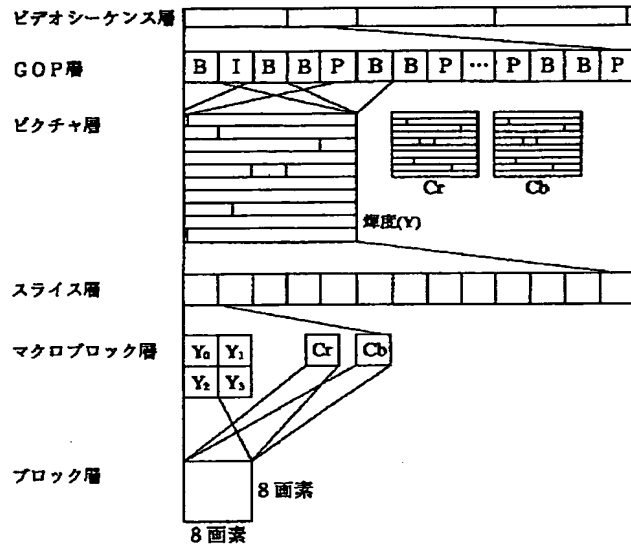 ビデオシーケンス層
GOP層
B I B B P B B P … P B B P
ピクチャ層
Cr Cb
輝度(Y)
スライス層
マクロブロック層
Y₀ Y₁ Cr Cb
Y₂ Y₃
ブロック層
8画素
8画素